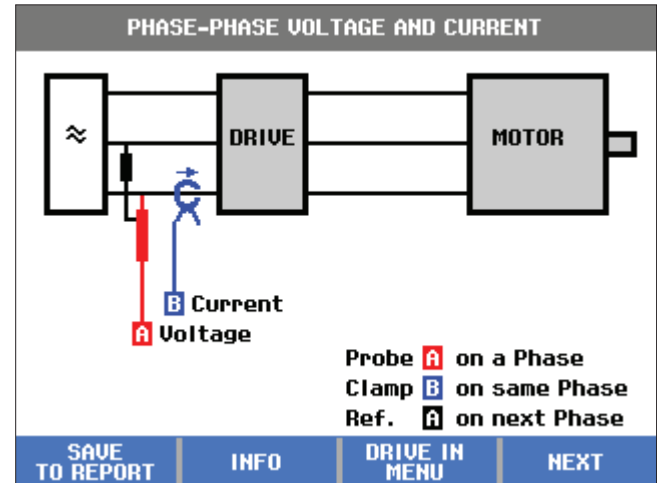 PHASE-PHASE VOLTAGE AND CURRENT
≈
DRIVE
MOTOR
B Current
A Voltage
Probe A on a Phase
Clamp B on same Phase
Ref. A on next Phase
SAVE TO REPORT
INFO
DRIVE IN MENU
NEXT